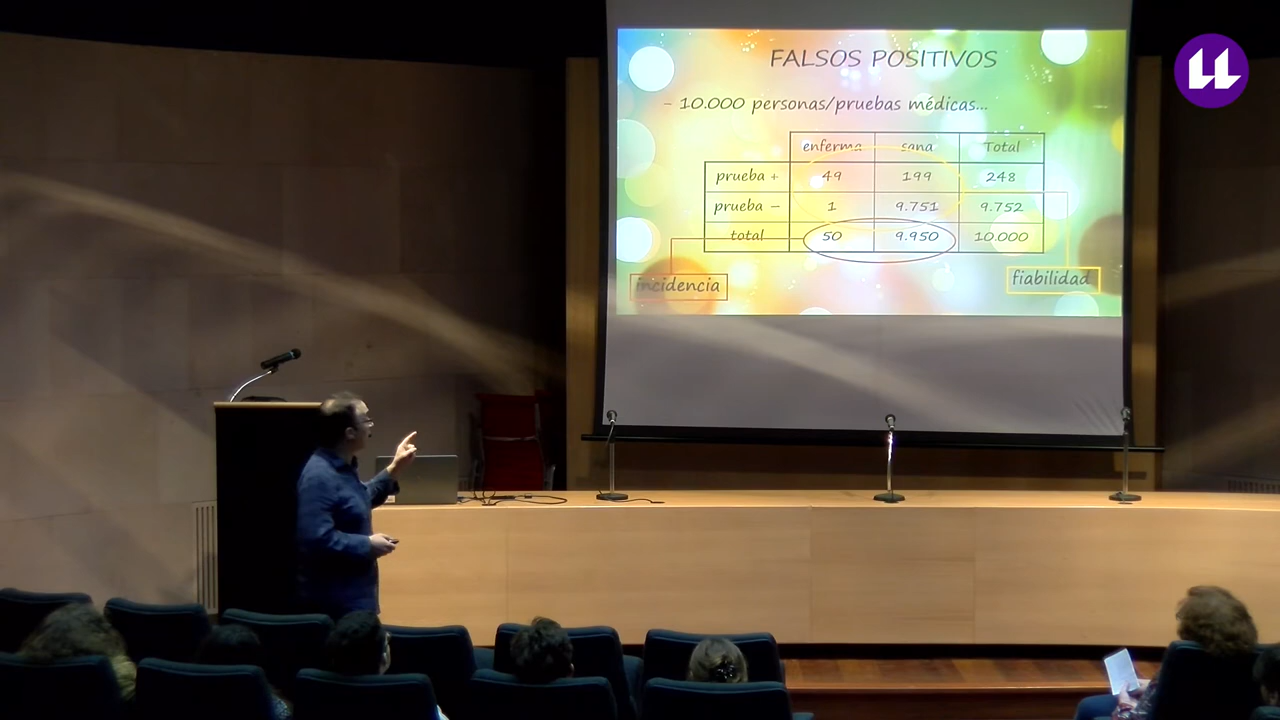 FALSOS POSITIVOS
- 10.000 personas/pruebas médicas...
enferma sana Total
prueba + 49 199 248
prueba − 1 9.751 9.752
total 50 9.950 10.000
incidencia
fiabilidad